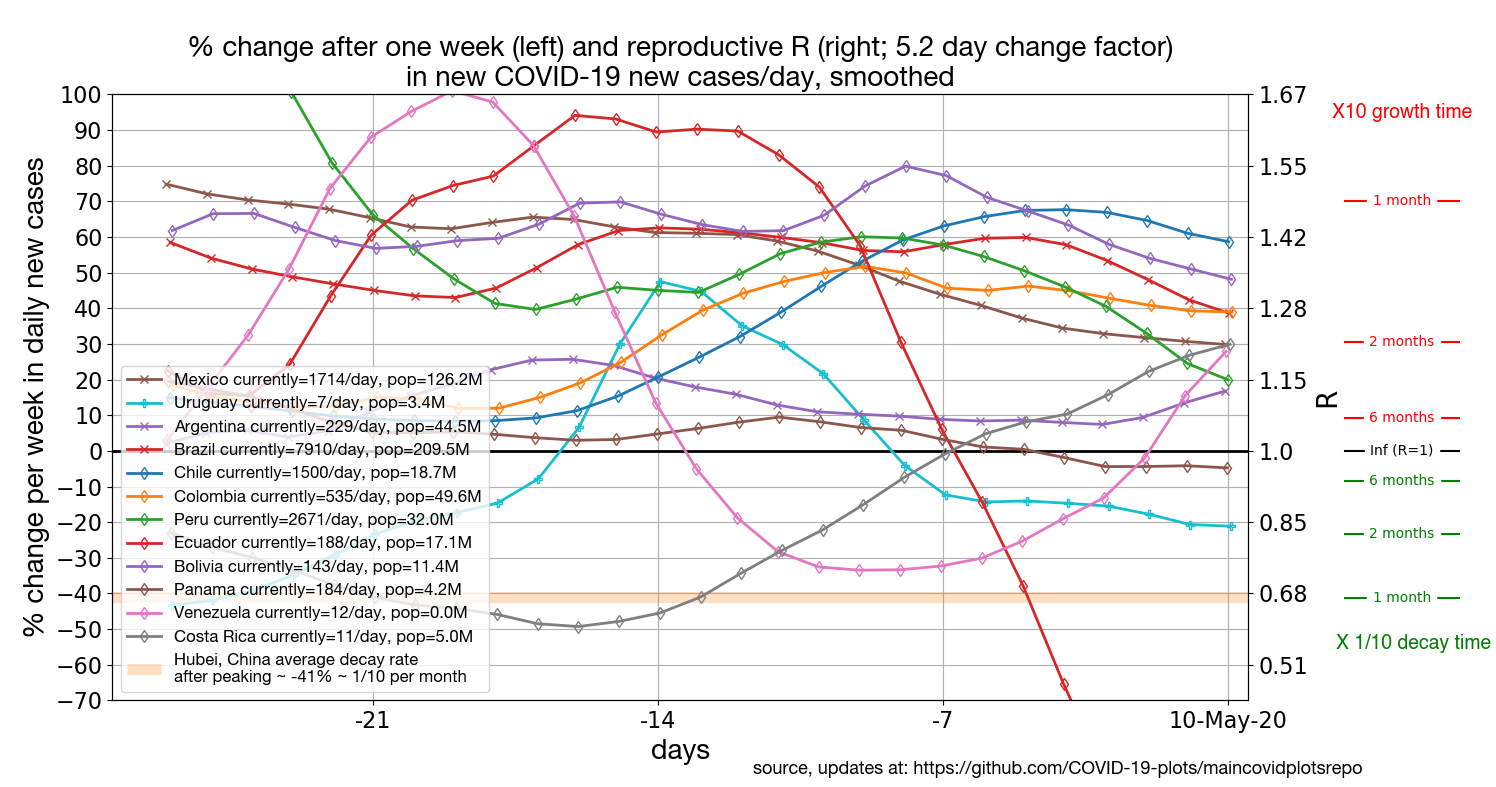 % change after one week (left) and reproductive R (right; 5.2 day change factor)
in new COVID-19 new cases/day, smoothed
% change per week in daily new cases
100
90
80
70
60
50
40
30
20
10
0
−10
−20
−30
−40
−50
−60
−70
Mexico currently=1714/day, pop=126.2M
Uruguay currently=7/day, pop=3.4M
Argentina currently=229/day, pop=44.5M
Brazil currently=7910/day, pop=209.5M
Chile currently=1500/day, pop=18.7M
Colombia currently=535/day, pop=49.6M
Peru currently=2671/day, pop=32.0M
Ecuador currently=188/day, pop=17.1M
Bolivia currently=143/day, pop=11.4M
Panama currently=184/day, pop=4.2M
Venezuela currently=12/day, pop=0.0M
Costa Rica currently=11/day, pop=5.0M
Hubei, China average decay rate
after peaking ~ -41% ~ 1/10 per month
-21
-14
-7
10-May-20
days
1.67
1.55
1.42
1.28
1.15
1.0
0.85
0.68
0.51
R
X10 growth time
1 month
2 months
6 months
Inf (R=1)
6 months
2 months
1 month
X 1/10 decay time
source, updates at: https://github.com/COVID-19-plots/maincovidplotsrepo